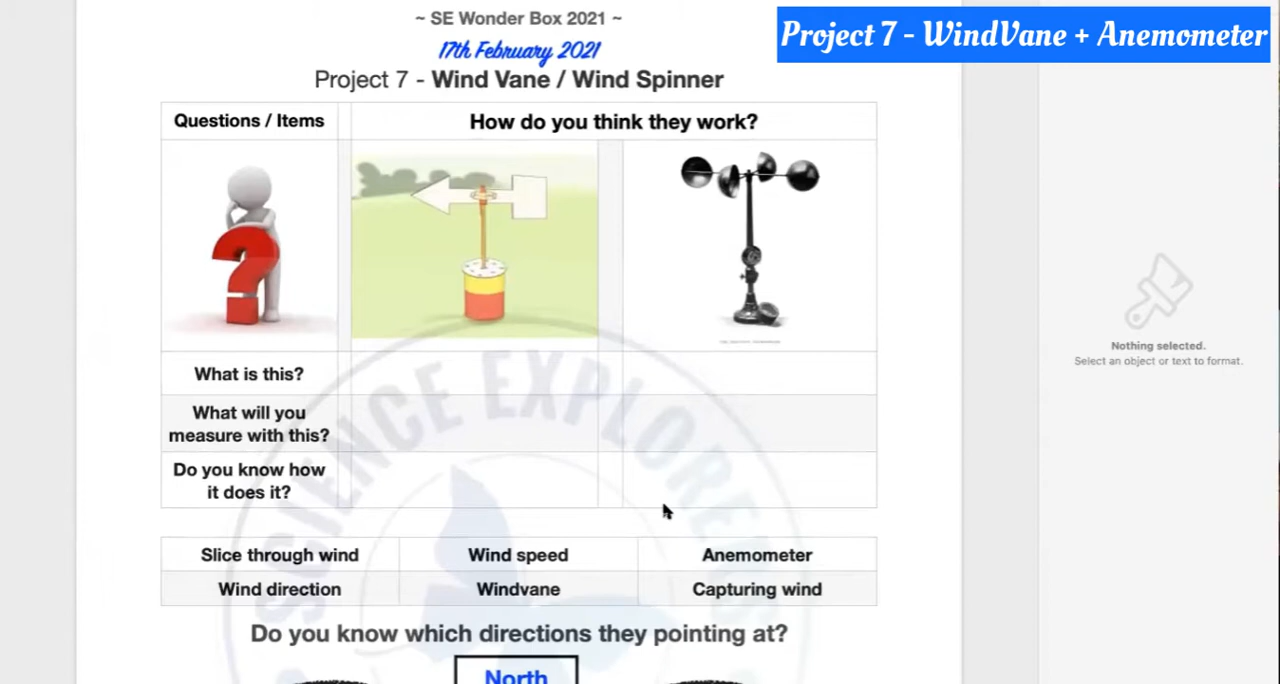 ~ SE Wonder Box 2021 ~
Project 7 - WindVane + Anemometer
17th February 2021
Project 7 - Wind Vane / Wind Spinner
Questions / Items
How do you think they work?
What is this?
What will you
measure with this?
Do you know how
it does it?
SCIENCE EXPLORERS
Nothing selected.
Select an object or text to format.
Slice through wind
Wind speed
Anemometer
Wind direction
Windvane
Capturing wind
Do you know which directions they pointing at?
North